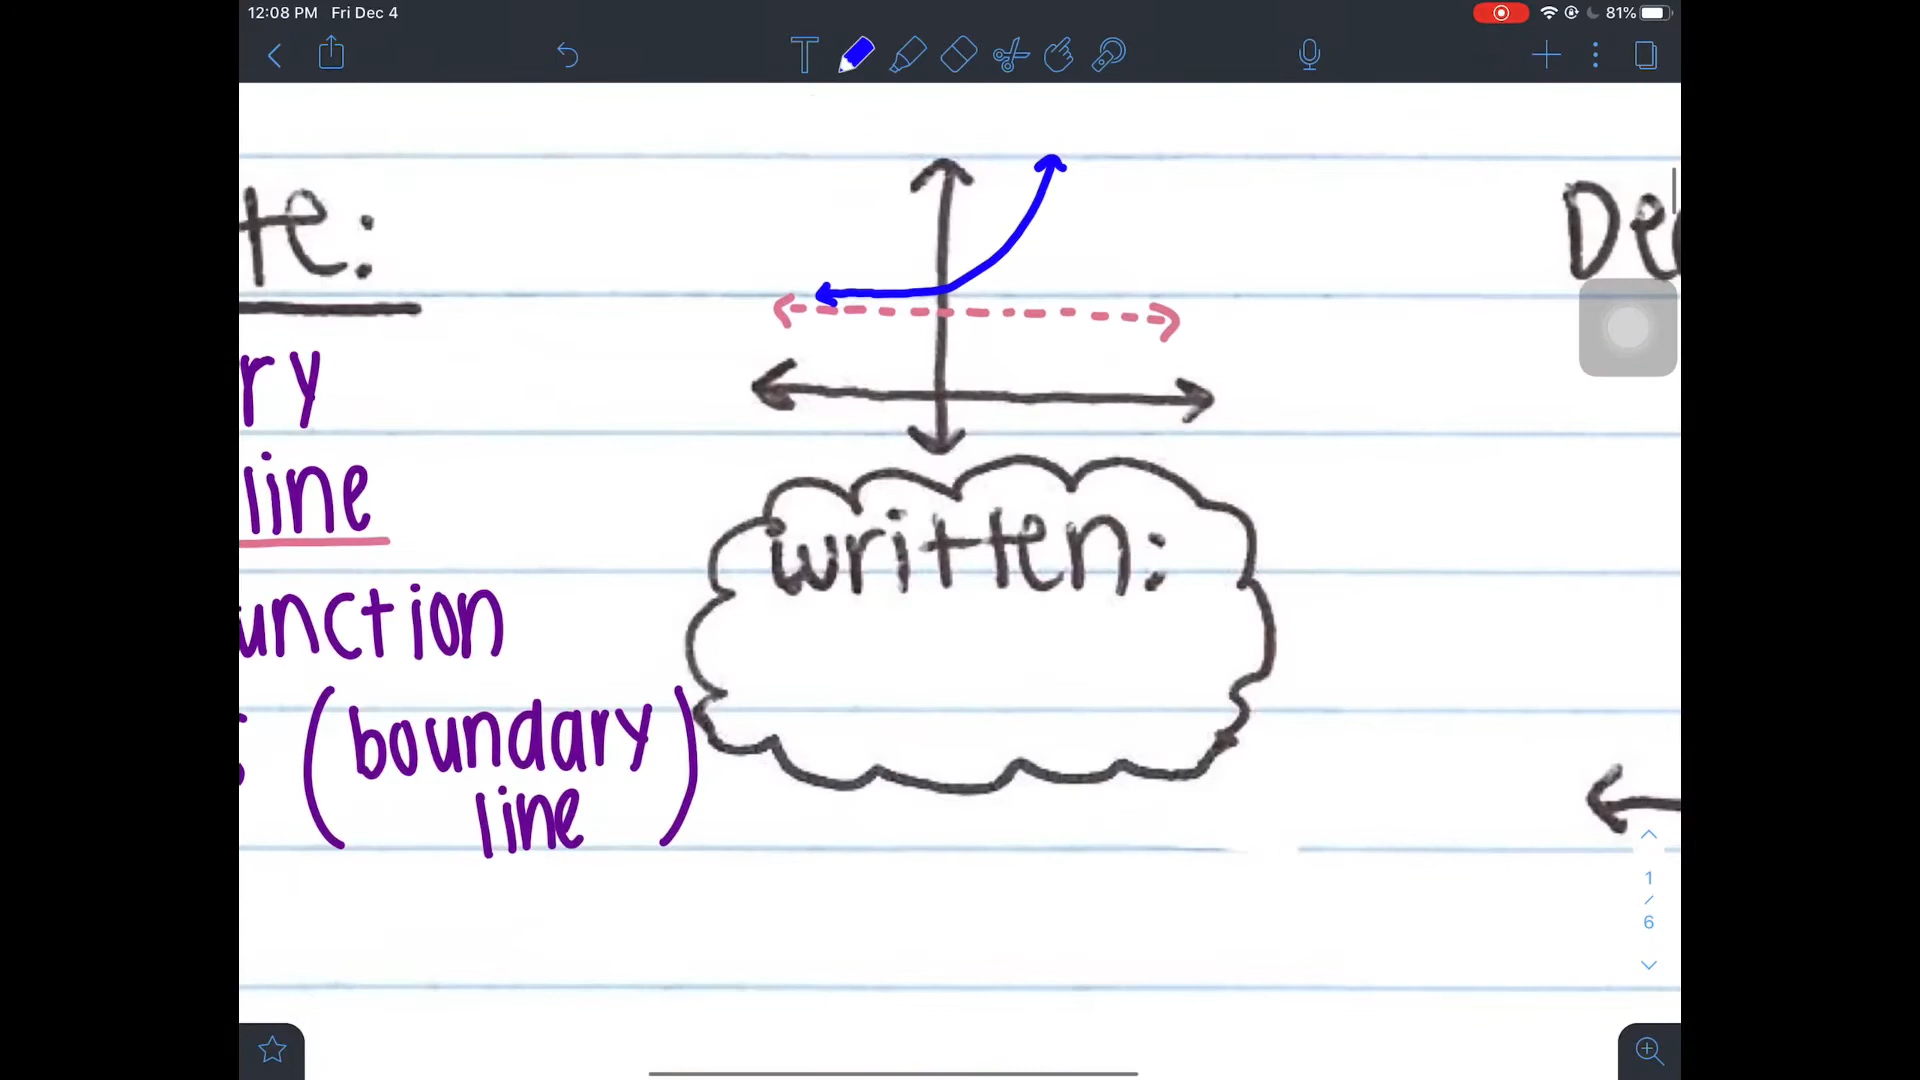 12:08 PM Fri Dec 4
81%
T
te:
De
ry
line
written:
unction
(boundary
line)
1
/
6